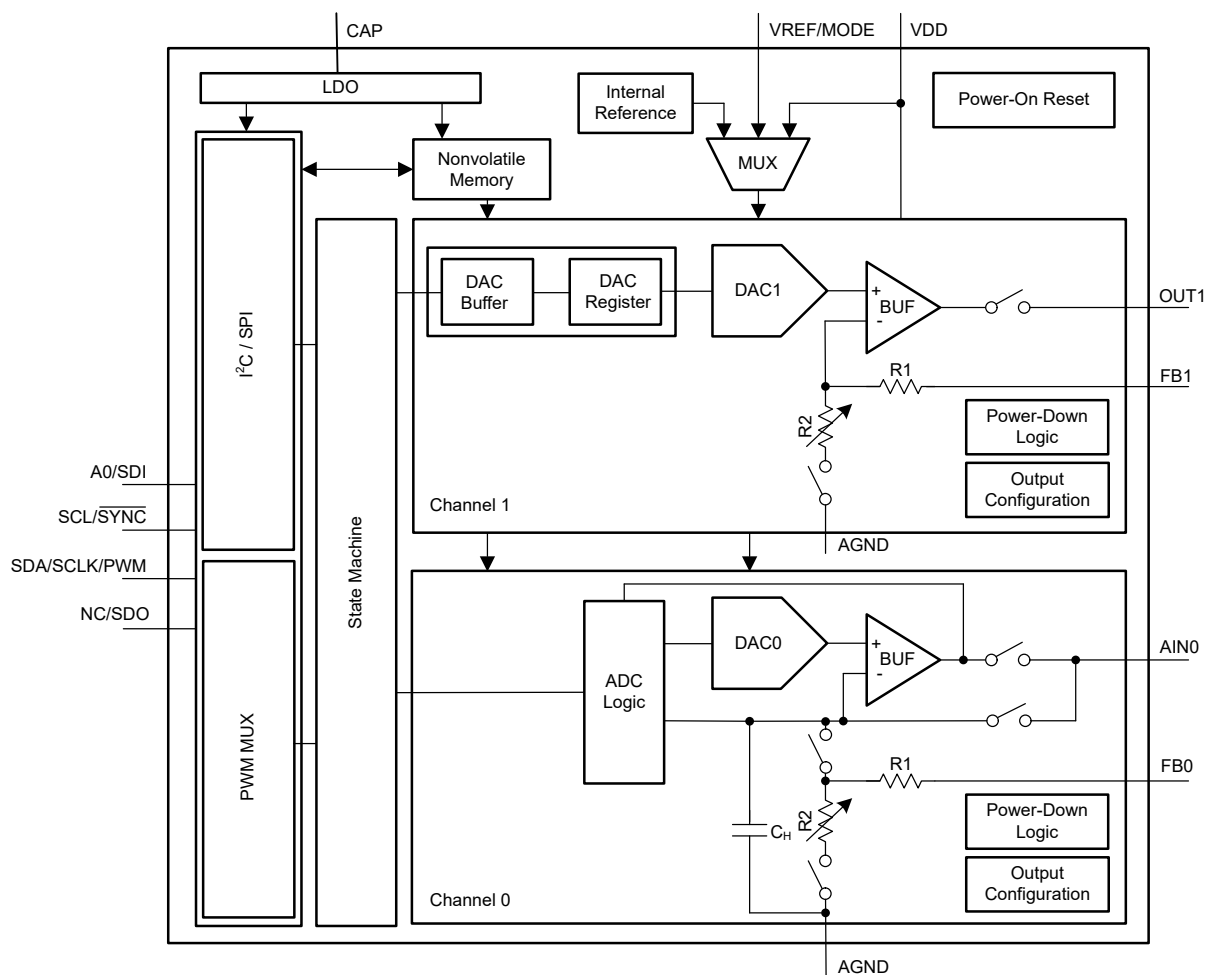 CAP
VREF/MODE
VDD
LDO
Internal
Reference
Power-On Reset
MUX
Nonvolatile
Memory
I²C / SPI
State Machine
PWM MUX
DAC
Buffer
DAC
Register
DAC1
+
BUF
-
OUT1
R1
FB1
R2
Power-Down
Logic
Output
Configuration
Channel 1
AGND
A0/SDI
SCL/SYNC
SDA/SCLK/PWM
NC/SDO
ADC
Logic
DAC0
+
BUF
-
AIN0
R1
FB0
R2
CH
Power-Down
Logic
Output
Configuration
Channel 0
AGND